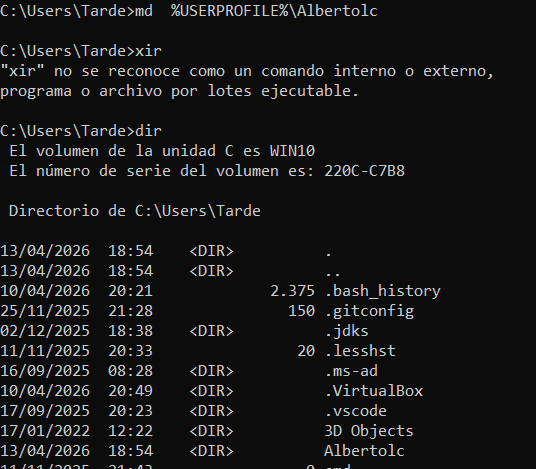 C:\Users\Tarde>md  %USERPROFILE%\Albertolc
C:\Users\Tarde>xir
"xir" no se reconoce como un comando interno o externo,
programa o archivo por lotes ejecutable.
C:\Users\Tarde>dir
 El volumen de la unidad C es WIN10
 El número de serie del volumen es: 220C-C7B8
 Directorio de C:\Users\Tarde
13/04/2026  18:54    <DIR>          .
13/04/2026  18:54    <DIR>          ..
10/04/2026  20:21             2.375 .bash_history
25/11/2025  21:28               150 .gitconfig
02/12/2025  18:38    <DIR>          .jdks
11/11/2025  20:33                20 .lesshst
16/09/2025  08:28    <DIR>          .ms-ad
10/04/2026  20:49    <DIR>          .VirtualBox
17/09/2025  20:23    <DIR>          .vscode
17/01/2022  12:22    <DIR>          3D Objects
13/04/2026  18:54    <DIR>          Albertolc